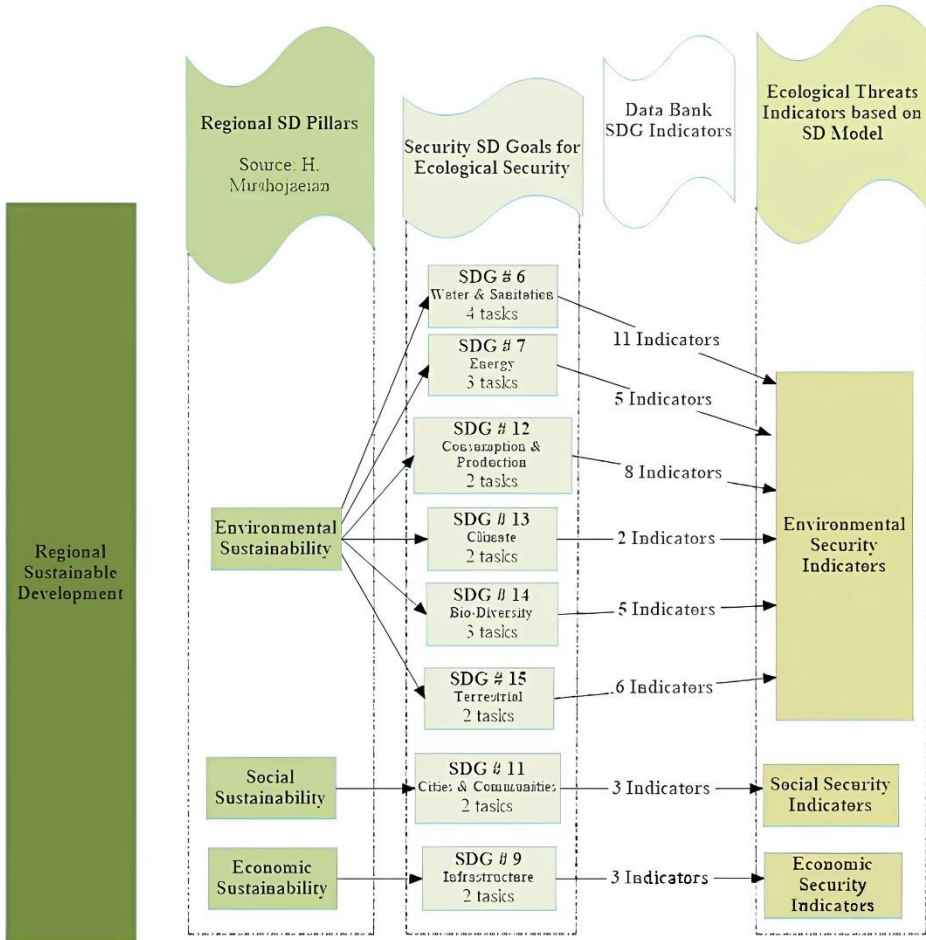 Regional SD Pillars
Source: H.
Security SD Goals for
Ecological Security
Data Bank
SDG Indicators
Ecological Threats
Indicators based on
SD Model
Regional
Sustainable
Development
Environmental
Sustainability
Social
Sustainability
Economic
Sustainability
SDG # 6
Water & Sanitation
4 tasks
SDG # 7
Energy
3 tasks
SDG # 12
Consumption &
Production
2 tasks
SDG # 13
Climate
2 tasks
SDG # 14
Bio-Diversity
3 tasks
SDG # 15
Terrestrial
2 tasks
SDG # 11
Cities & Communities
2 tasks
SDG # 9
Infrastructure
2 tasks
11 Indicators
5 Indicators
8 Indicators
2 Indicators
5 Indicators
6 Indicators
3 Indicators
3 Indicators
Environmental
Security
Indicators
Social Security
Indicators
Economic
Security
Indicators